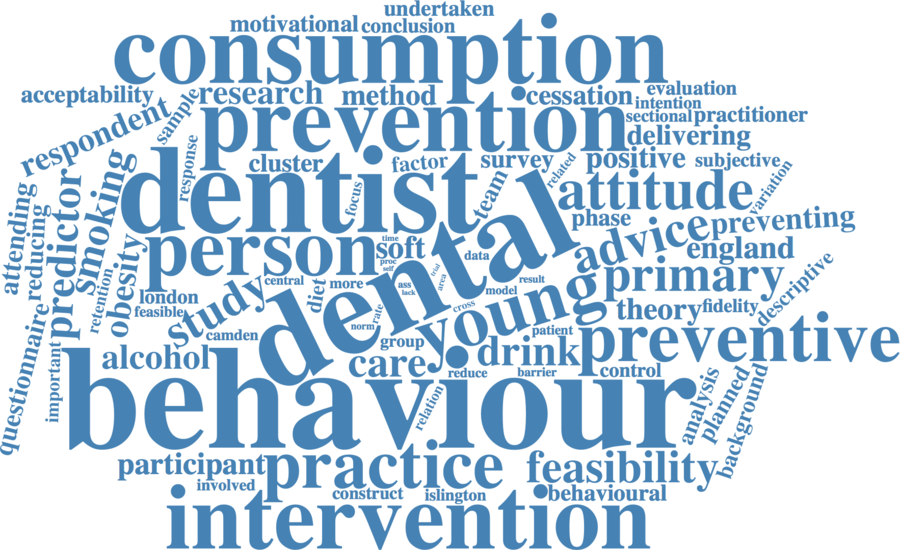 undertaken
motivational conclusion
consumption
acceptability research method cessation evaluation
intention
respondent sample prevention sectional practitioner
delivering
response cluster factor survey related positive subjective
dentist focus team attitude variation
attending reducing predictor smoking phase preventing
person time soft data advice england
proc
self
retention obesity study central diet more ass lack trial area dental model result primary descriptive
london
feasible camden norm rate cross young theory fidelity
questionnaire important alcohol group patient preventive
care drink
reduce barrier control
behaviour relation analysis planned background
participant practice feasibility
involved construct islington behavioural
intervention